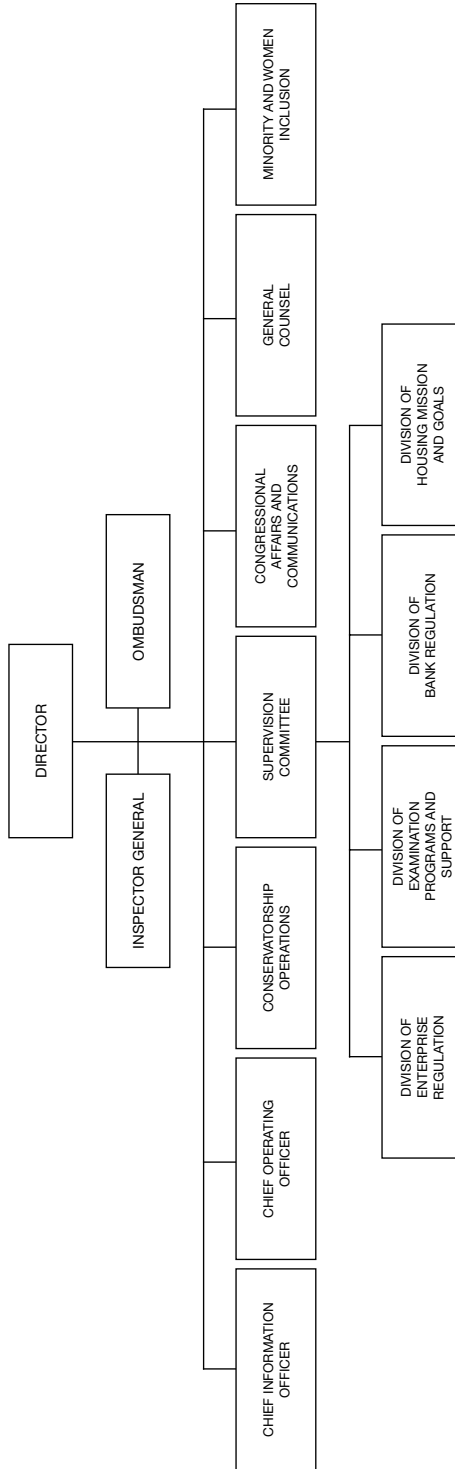 DIRECTOR
INSPECTOR GENERAL
OMBUDSMAN
CHIEF INFORMATION
OFFICER
CHIEF OPERATING
OFFICER
CONSERVATORSHIP
OPERATIONS
SUPERVISION
COMMITTEE
CONGRESSIONAL
AFFAIRS AND
COMMUNICATIONS
GENERAL
COUNSEL
MINORITY AND WOMEN
INCLUSION
DIVISION OF
ENTERPRISE
REGULATION
DIVISION OF
EXAMINATION
PROGRAMS AND
SUPPORT
DIVISION OF
BANK REGULATION
DIVISION OF
HOUSING MISSION
AND GOALS